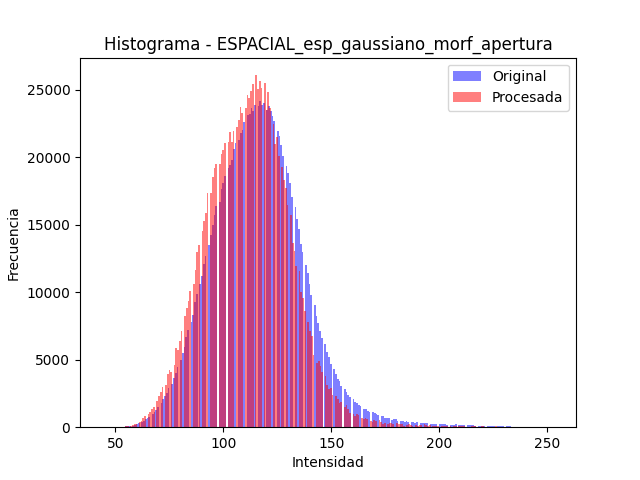 Histograma - ESPACIAL_esp_gaussiano_morf_apertura
Original
Procesada
Frecuencia
25000
20000
15000
10000
5000
0
50
100
150
200
250
Intensidad